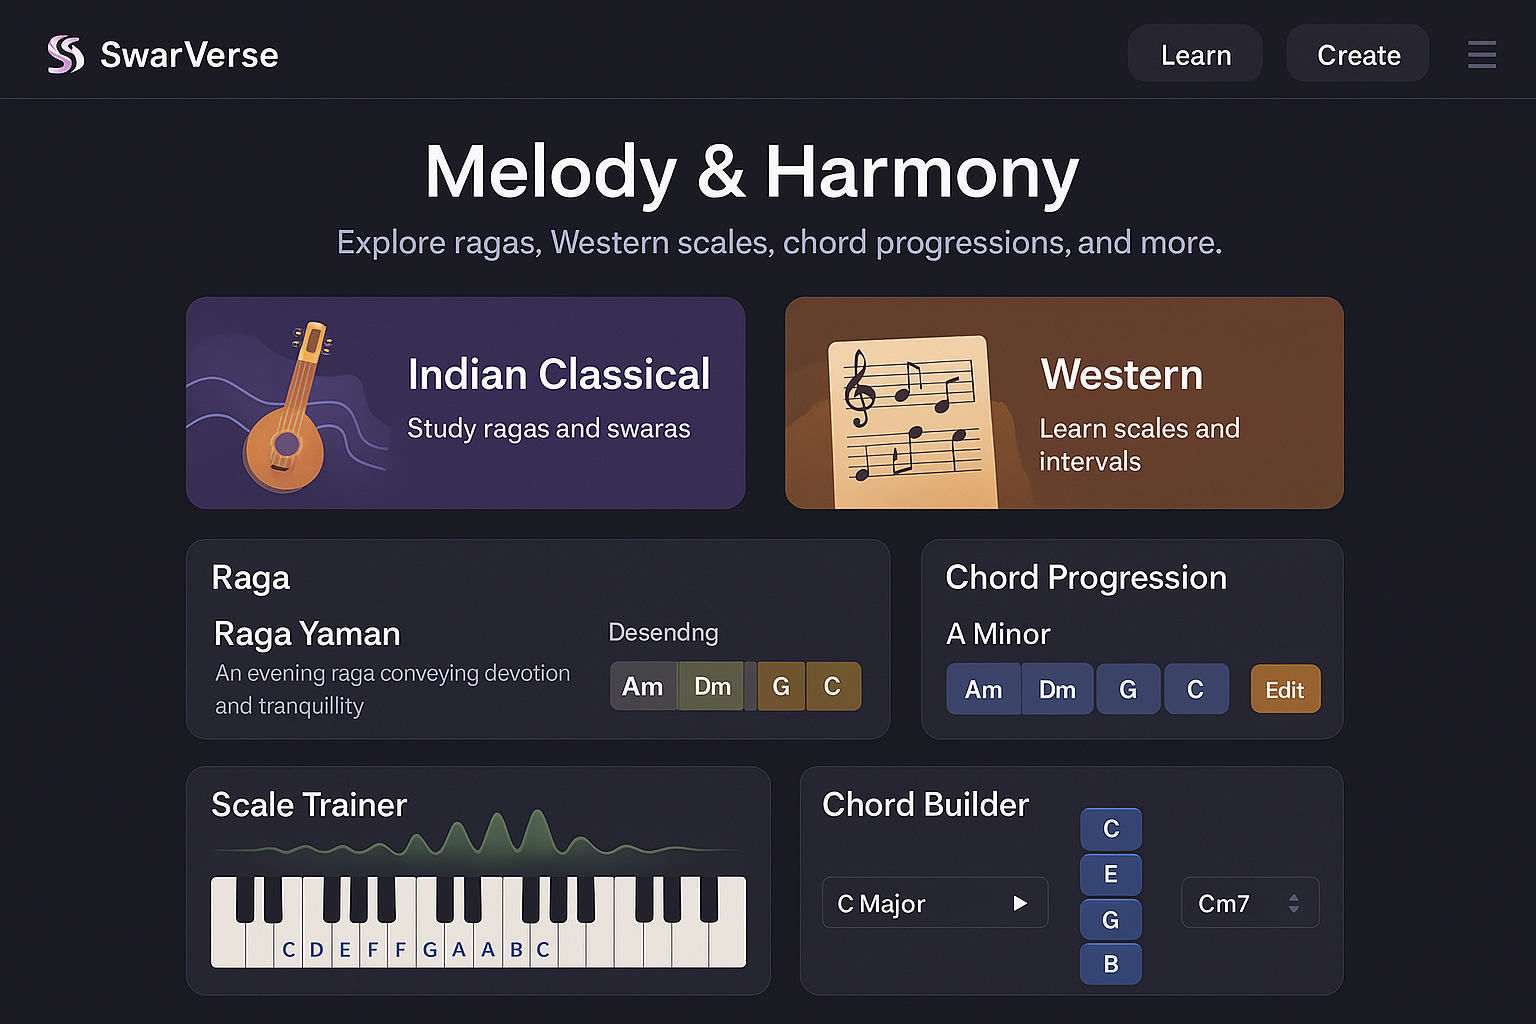 SwarVerse
Learn
Create
Melody & Harmony
Explore ragas, Western scales, chord progressions, and more.
Indian Classical
Study ragas and swaras
Western
Learn scales and
intervals
Raga
Raga Yaman
An evening raga conveying devotion
and tranquillity
Desendng
Am Dm G C
Chord Progression
A Minor
Am Dm G C
Edit
Scale Trainer
C D E F F G A A B C
Chord Builder
C Major
C
E
G
B
Cm7